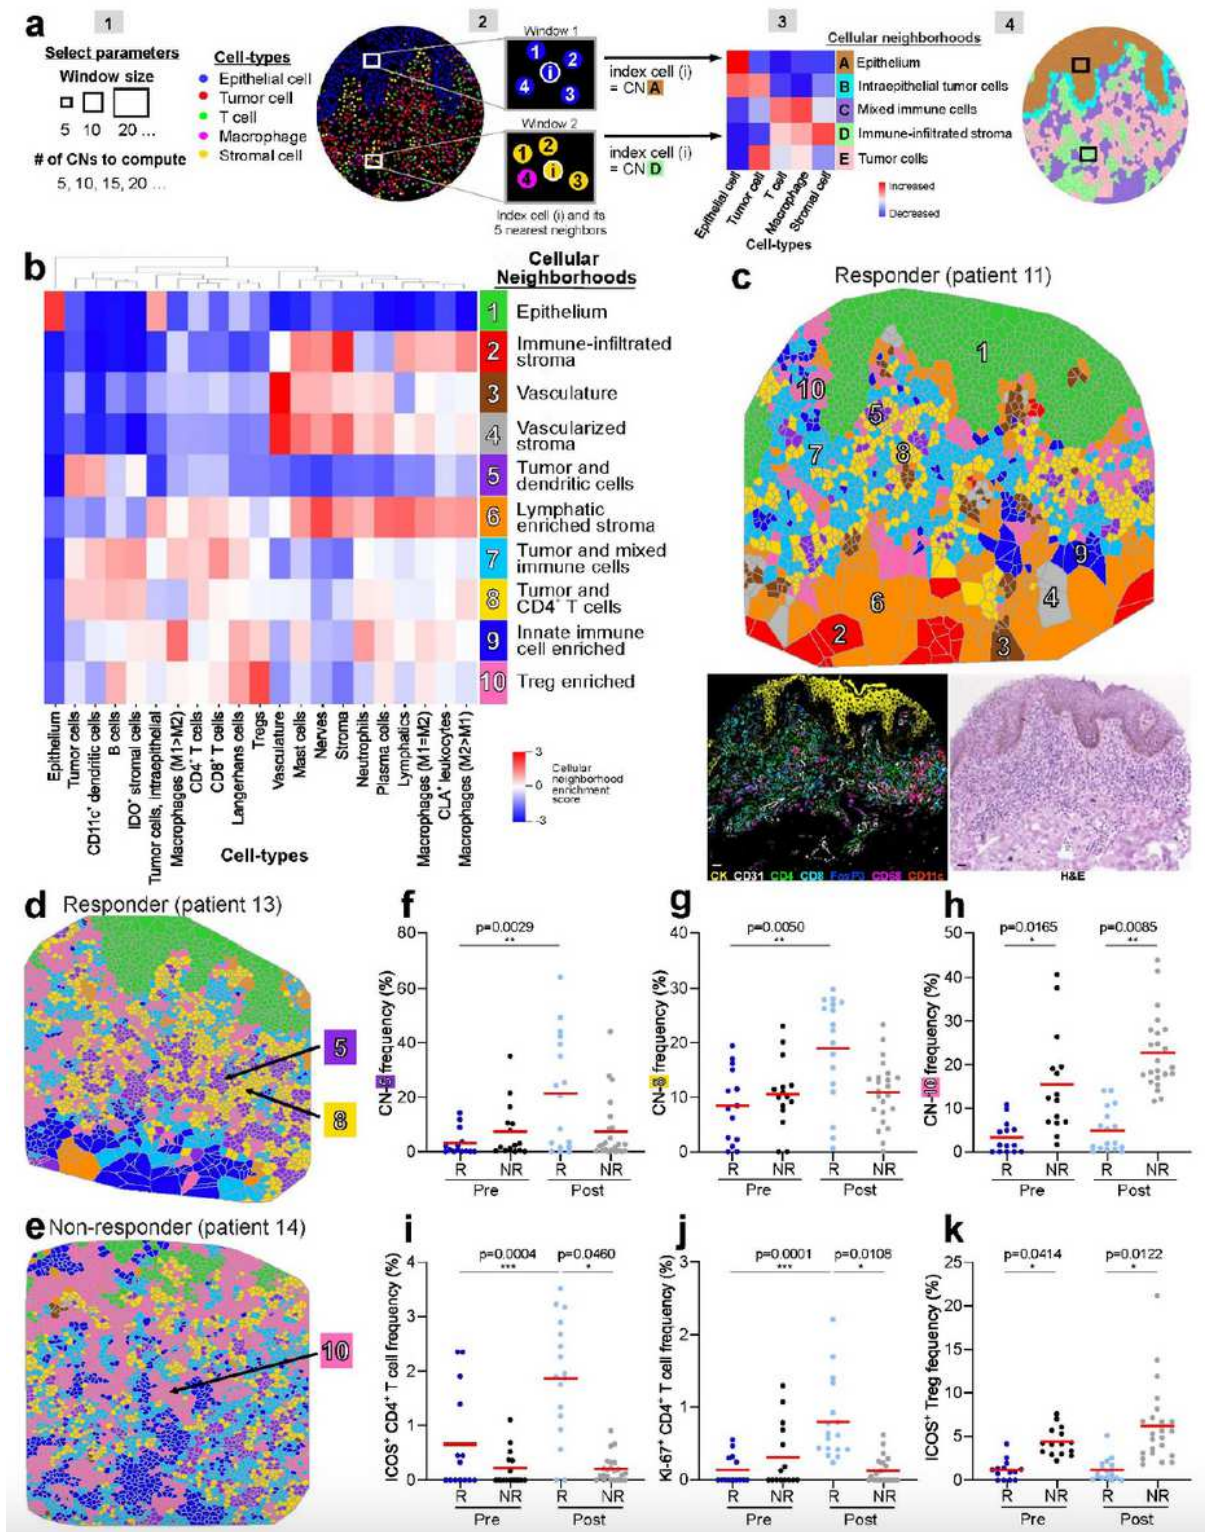 a
1
Select parameters
Window size
5 10 20 ...
# of CNs to compute
5, 10, 15, 20 ...
Cell-types
Epithelial cell
Tumor cell
T cell
Macrophage
Stromal cell
2
Window 1
1
2
i
4
3
Window 2
2
1
i
4
3
Index cell (i) and its
5 nearest neighbors
index cell (i)
= CN A
index cell (i)
= CN D
3
Cellular neighborhoods
A Epithelium
B Intraepithelial tumor cells
C Mixed immune cells
D Immune-infiltrated stroma
E Tumor cells
Epithelial cell
Tumor cell
T cell
Macrophage
Stromal cell
Cell-types
Increased
Decreased
4
b
Cellular
Neighborhoods
1 Epithelium
2 Immune-infiltrated
stroma
3 Vasculature
4 Vascularized
stroma
5 Tumor and
dendritic cells
6 Lymphatic
enriched stroma
7 Tumor and mixed
immune cells
8 Tumor and
CD4+ T cells
9 Innate immune
cell enriched
10 Treg enriched
Epithelium
Tumor cells
CD11c+ dendritic cells
B cells
IDO+ stromal cells
Tumor cells, intraepithelial
Macrophages (M1>M2)
CD4+ T cells
CD8+ T cells
Langerhans cells
Tregs
Vasculature
Mast cells
Nerves
Stroma
Neutrophils
Plasma cells
Lymphatics
Macrophages (M1=M2)
CLA+ leukocytes
Macrophages (M2>M1)
Cell-types
3
0
-3
Cellular
neighborhood
enrichment
score
c
Responder (patient 11)
1
10
5
7
8
9
6
4
2
3
CK CD31 CD4 CD8 FoxP3 CD68 CD11c
H&E
d
Responder (patient 13)
5
8
e
Non-responder (patient 14)
10
f
p=0.0029
**
CN-5 frequency (%)
80
60
40
20
0
R NR R NR
Pre Post
g
p=0.0050
**
CN-8 frequency (%)
40
30
20
10
0
R NR R NR
Pre Post
h
p=0.0165 p=0.0085
* **
CN-10 frequency (%)
50
40
30
20
10
0
R NR R NR
Pre Post
i
p=0.0004 p=0.0460
*** *
ICOS+ CD4+ T cell frequency (%)
4
3
2
1
0
R NR R NR
Pre Post
j
p=0.0001 p=0.0108
*** *
Ki-67+ CD4+ T cell frequency (%)
3
2
1
0
R NR R NR
Pre Post
k
p=0.0414 p=0.0122
* *
ICOS+ Treg fequency (%)
25
20
15
10
5
0
R NR R NR
Pre Post